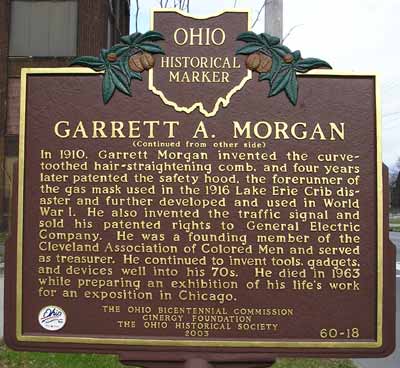 OHIO
HISTORICAL
MARKER
GARRETT A. MORGAN
(Continued from other side)
In 1910, Garrett Morgan invented the curve-
toothed hair-straightening comb, and four years
later patented the safety hood, the forerunner of
the gas mask used in the 1916 Lake Erie Crib dis-
aster and further developed and used in World
War I. He also invented the traffic signal and
sold his patented rights to General Electric
Company. He was a founding member of the
Cleveland Association of Colored Men and served
as treasurer. He continued to invent tools, gadgets,
and devices well into his 70s. He died in 1963
while preparing an exhibition of his life's work
for an exposition in Chicago.
THE OHIO BICENTENNIAL COMMISSION
CINERGY FOUNDATION
THE OHIO HISTORICAL SOCIETY
2003
60-18
Ohio